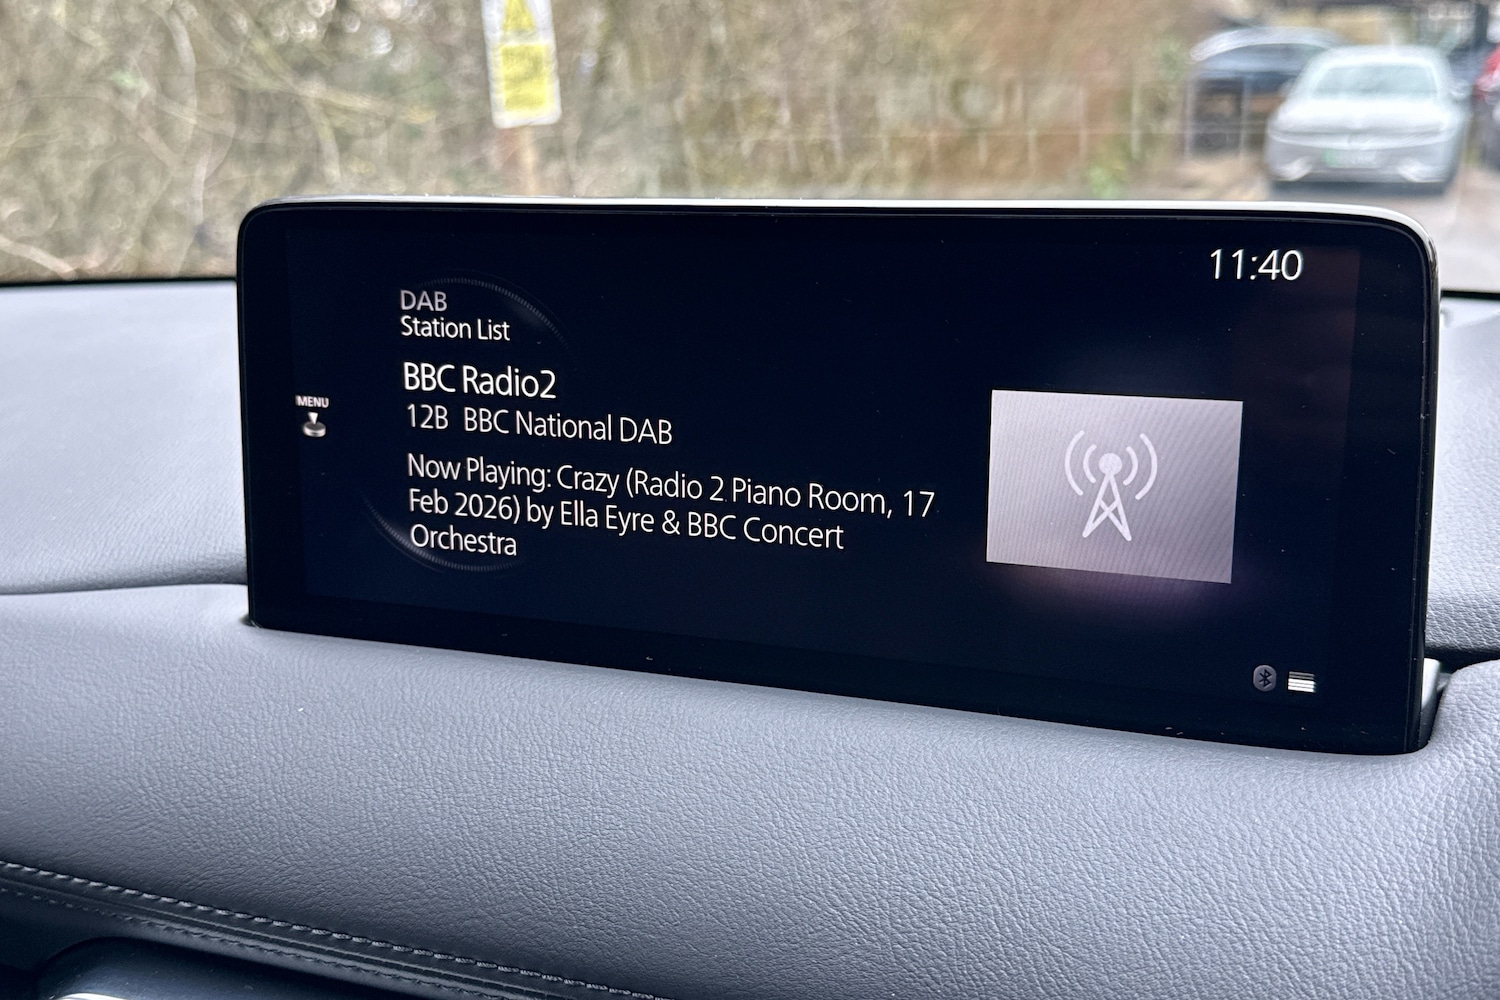 11:40
DAB
Station List
BBC Radio2
12B BBC National DAB
MENU
Now Playing: Crazy (Radio 2 Piano Room, 17
Feb 2026) by Ella Eyre & BBC Concert
Orchestra